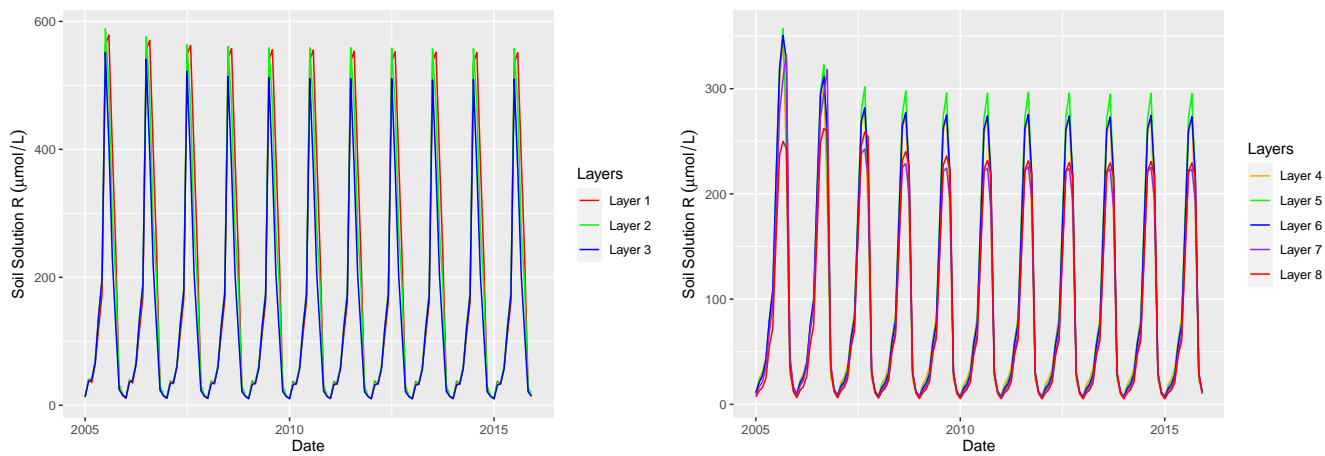 Soil Solution R (μmol / L)
600
400
200
0
2005
2010
2015
Date
Layers
Layer 1
Layer 2
Layer 3
Soil Solution R (μmol / L)
300
200
100
0
2005
2010
2015
Date
Layers
Layer 4
Layer 5
Layer 6
Layer 7
Layer 8